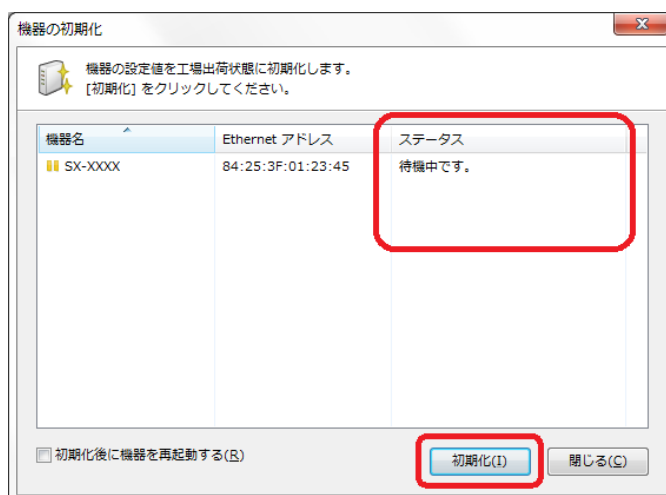 機器の初期化
機器の設定値を工場出荷状態に初期化します。
[初期化] をクリックしてください。
機器名 Ethernet アドレス ステータス
SX-XXXX 84:25:3F:01:23:45 待機中です。
初期化後に機器を再起動する(R) 初期化(I) 閉じる(C)